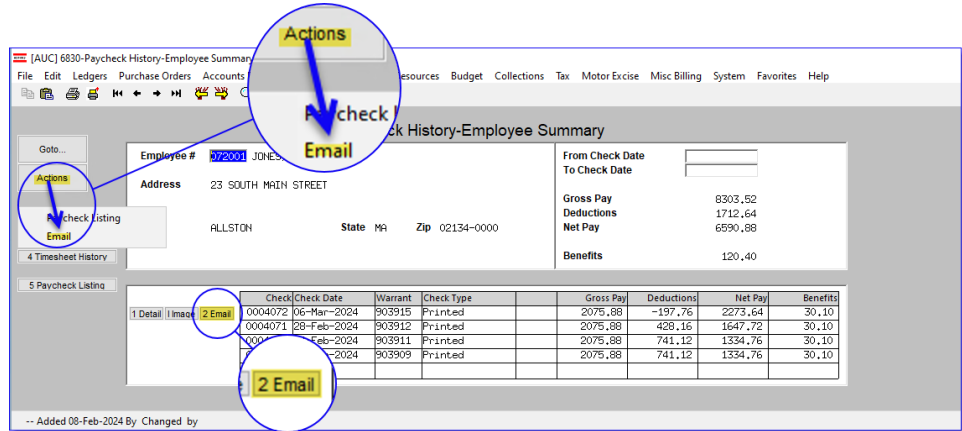 Actions
[AUC] 6830-Paycheck History-Employee Summar
File Edit Ledgers Purchase Orders Accounts esources Budget Collections Tax Motor Excise Misc Billing System Favorites Help
Paycheck
Email
ck History-Employee Summary
Goto...
Actions
Paycheck Listing
Email
4 Timesheet History
5 Paycheck Listing
Employee # 072001 JONES,
Address 23 SOUTH MAIN STREET
ALLSTON State MA Zip 02134-0000
From Check Date
To Check Date
Gross Pay 8303.52
Deductions 1712.64
Net Pay 6590.88
Benefits 120.40
Check Check Date Warrant Check Type Gross Pay Deductions Net Pay Benefits
1 Detail I Image 2 Email 0004072 06-Mar-2024 903915 Printed 2075.88 -197.76 2273.64 30.10
0004071 28-Feb-2024 903912 Printed 2075.88 428.16 1647.72 30.10
-Feb-2024 903911 Printed 2075.88 741.12 1334.76 30.10
-2024 903909 Printed 2075.88 741.12 1334.76 30.10
2 Email
-- Added 08-Feb-2024 By Changed by